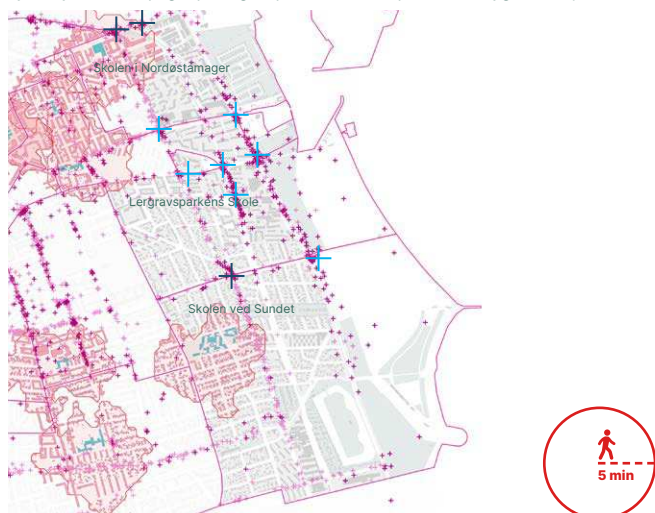 Skolen i Nordøstamager
Lergravsparkens Skole
Skolen ved Sundet
5 min